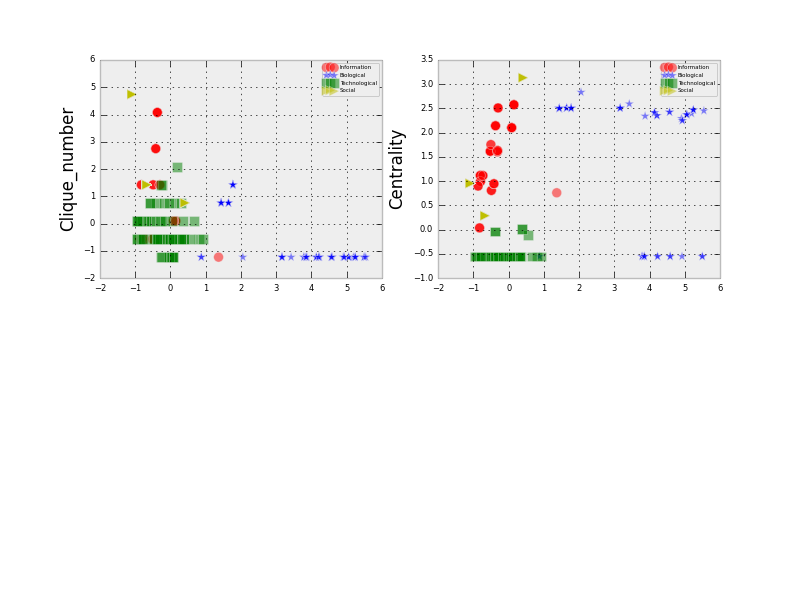 Clique_number
6
5
4
3
2
1
0
−1
−2
−2 −1 0 1 2 3 4 5 6
Information
Biological
Technological
Social
Centrality
3.5
3.0
2.5
2.0
1.5
1.0
0.5
0.0
−0.5
−1.0
−2 −1 0 1 2 3 4 5 6
Information
Biological
Technological
Social